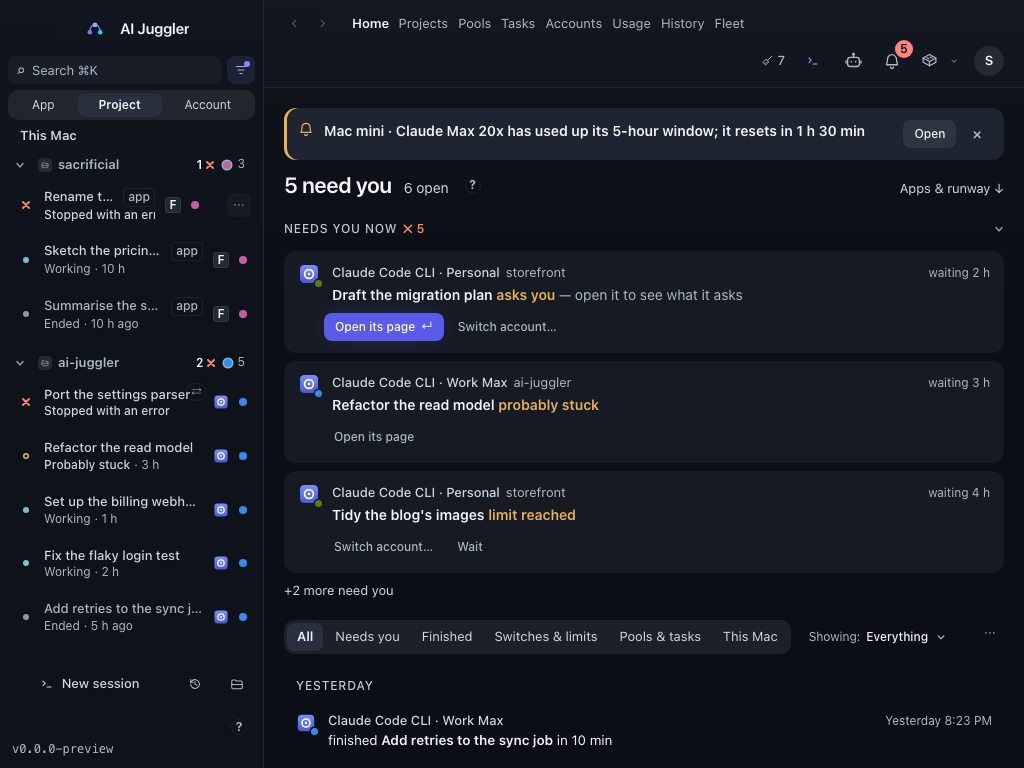 AI Juggler
Search ⌘K
App Project Account
This Mac
sacrificial 1 3
Rename t... app F
Stopped with an err
Sketch the pricin... app F
Working · 10 h
Summarise the s... app F
Ended · 10 h ago
ai-juggler 2 5
Port the settings parser
Stopped with an error
Refactor the read model
Probably stuck · 3 h
Set up the billing webh...
Working · 1 h
Fix the flaky login test
Working · 2 h
Add retries to the sync j...
Ended · 5 h ago
New session
?
v0.0.0-preview
Home Projects Pools Tasks Accounts Usage History Fleet
7 5 S
Mac mini · Claude Max 20x has used up its 5-hour window; it resets in 1 h 30 min Open ×
5 need you 6 open ? Apps & runway ↓
NEEDS YOU NOW 5
Claude Code CLI · Personal storefront waiting 2 h
Draft the migration plan asks you — open it to see what it asks
Open its page ↵ Switch account...
Claude Code CLI · Work Max ai-juggler waiting 3 h
Refactor the read model probably stuck
Open its page
Claude Code CLI · Personal storefront waiting 4 h
Tidy the blog's images limit reached
Switch account... Wait
+2 more need you
All Needs you Finished Switches & limits Pools & tasks This Mac Showing: Everything ...
YESTERDAY
Claude Code CLI · Work Max Yesterday 8:23 PM
finished Add retries to the sync job in 10 min